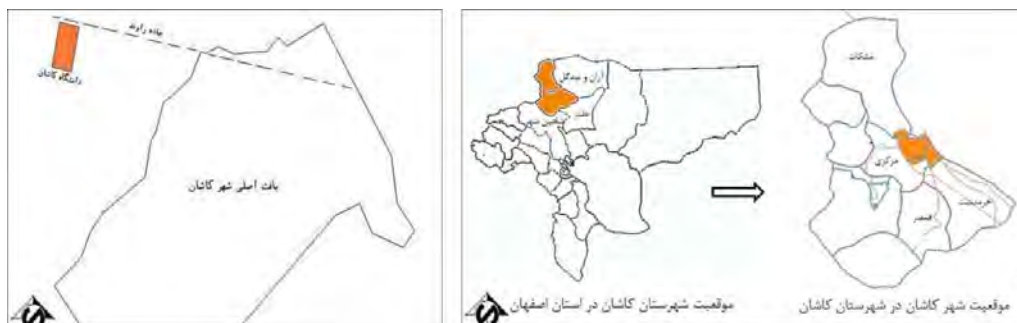 جاده راوند
دانشگاه کاشان
بافت اصلی شهر کاشان
آران و بیدگل
موقعیت شهرستان کاشان در استان اصفهان
مشکات
مرکزی
قمصر
موقعیت شهر کاشان در شهرستان کاشان